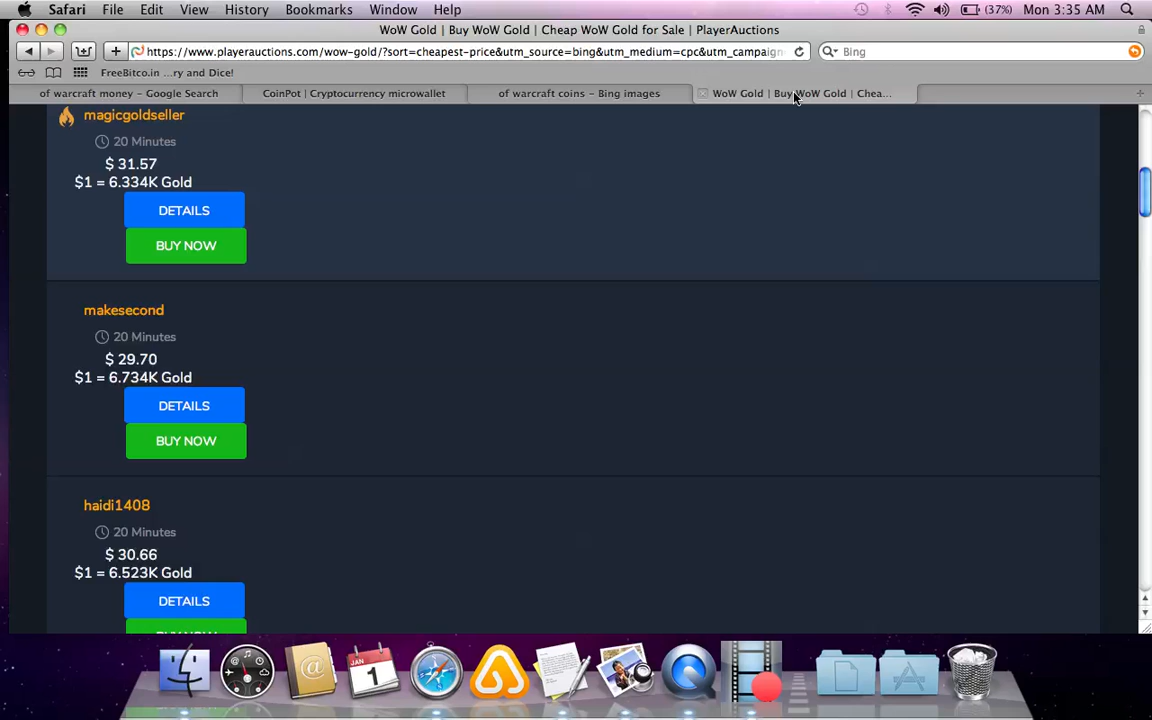 Safari File Edit View History Bookmarks Window Help (37%) Mon 3:35 AM
WoW Gold | Buy WoW Gold | Cheap WoW Gold for Sale | PlayerAuctions
https://www.playerauctions.com/wow-gold/?sort=cheapest-price&utm_source=bing&utm_medium=cpc&utm_campaign Bing
FreeBitco.in ...ry and Dice!
of warcraft money – Google Search CoinPot | Cryptocurrency microwallet of warcraft coins – Bing images WoW Gold | Buy WoW Gold | Chea...
magicgoldseller
20 Minutes
$ 31.57
$1 = 6.334K Gold
DETAILS
BUY NOW
makesecond
20 Minutes
$ 29.70
$1 = 6.734K Gold
DETAILS
BUY NOW
haidi1408
20 Minutes
$ 30.66
$1 = 6.523K Gold
DETAILS
BUY NOW
JAN
1